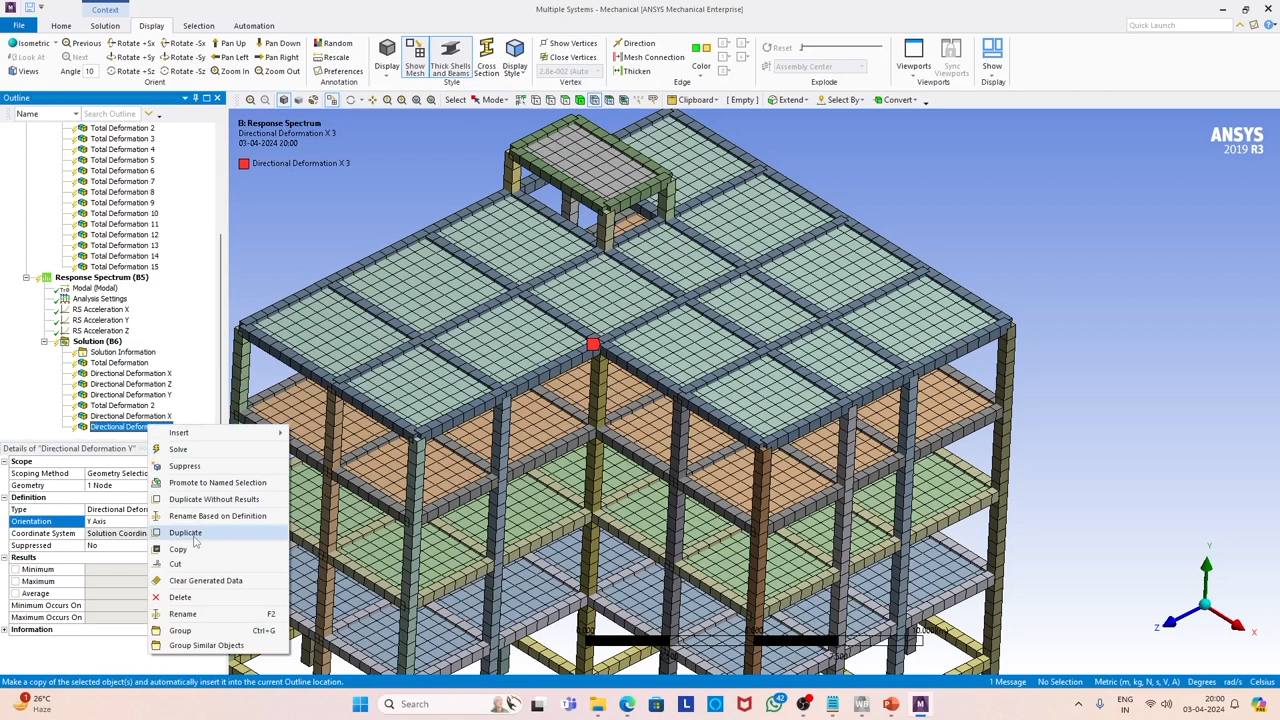 Context
Multiple Systems - Mechanical [ANSYS Mechanical Enterprise]
File
Home
Solution
Display
Selection
Automation
Quick Launch
Isometric
Previous
Rotate +Sx
Rotate -Sx
Pan Up
Pan Down
Random
Look At
Rotate +Sy
Rotate -Sy
Pan Left
Pan Right
Rescale
Views
Angle 10
Rotate +Sz
Rotate -Sz
Zoom In
Zoom Out
Preferences
Orient
Annotation
Display
Show Mesh
Thick Shells and Beams
Cross Section
Display Style
Style
Show Vertices
Close Vertices
2.8e-002 (Auto
Vertex
Direction
Mesh Connection
Thicken
Color
Edge
Reset
Assembly Center
Explode
Viewports
Sync Viewports
Viewports
Show
Display
Outline
Name
Search Outline
Select
Mode
Clipboard
[ Empty ]
Extend
Select By
Convert
Total Deformation 2
Total Deformation 3
Total Deformation 4
Total Deformation 5
Total Deformation 6
Total Deformation 7
Total Deformation 8
Total Deformation 9
Total Deformation 10
Total Deformation 11
Total Deformation 12
Total Deformation 13
Total Deformation 14
Total Deformation 15
Response Spectrum (B5)
Modal (Modal)
Analysis Settings
RS Acceleration X
RS Acceleration Y
RS Acceleration Z
Solution (B6)
Solution Information
Total Deformation
Directional Deformation X
Directional Deformation Z
Directional Deformation Y
Total Deformation 2
Directional Deformation X
Directional Deform
Details of "Directional Deformation Y"
Scope
Scoping Method
Geometry Selecti
Geometry
1 Node
Definition
Type
Directional Defor
Orientation
Y Axis
Coordinate System
Solution Coordin
Suppressed
No
Results
Minimum
Maximum
Average
Minimum Occurs On
Maximum Occurs On
Information
Insert
Solve
Suppress
Promote to Named Selection
Duplicate Without Results
Rename Based on Definition
Duplicate
Copy
Cut
Clear Generated Data
Delete
Rename F2
Group Ctrl+G
Group Similar Objects
B: Response Spectrum
Directional Deformation X 3
03-04-2024 20:00
Directional Deformation X 3
ANSYS
2019 R3
Y
Z
X
Make a copy of the selected object(s) and automatically insert it into the current Outline location.
1 Message
No Selection
Metric (m, kg, N, s, V, A)
Degrees
rad/s
Celsius
1
26°C
Haze
Search
42
ENG
IN
20:00
03-04-2024